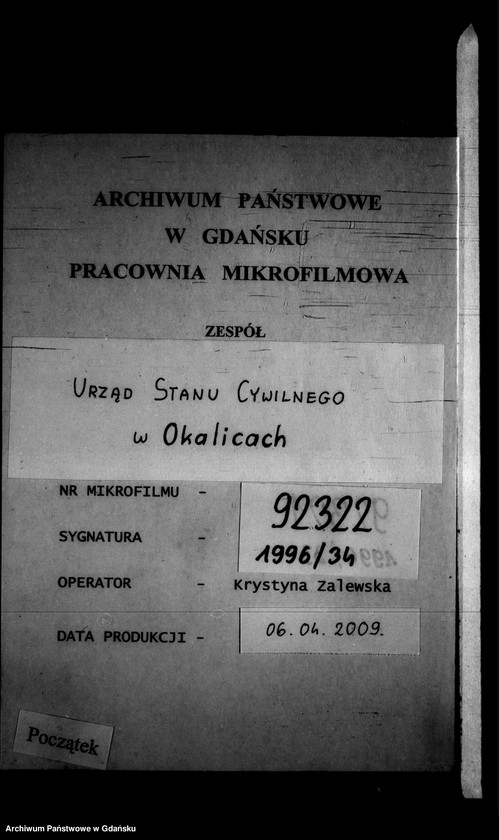 ARCHIWUM PAŃSTWOWE
W GDAŃSKU
PRACOWNIA MIKROFILMOWA
ZESPÓŁ
URZĄD STANU CYWILNEGO
w Okalicach
NR MIKROFILMU - 92322
SYGNATURA - 1996/34
OPERATOR - Krystyna Zalewska
DATA PRODUKCJI - 06.04.2009.
Początek
Archiwum Państwowe w Gdańsku